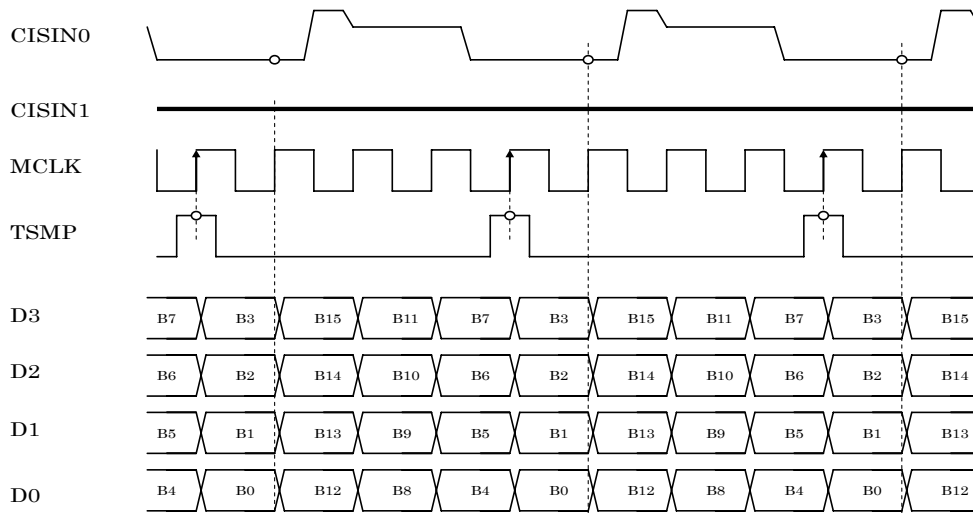 CISIN0
CISIN1
MCLK
TSMP
D3 B7 B3 B15 B11 B7 B3 B15 B11 B7 B3 B15
D2 B6 B2 B14 B10 B6 B2 B14 B10 B6 B2 B14
D1 B5 B1 B13 B9 B5 B1 B13 B9 B5 B1 B13
D0 B4 B0 B12 B8 B4 B0 B12 B8 B4 B0 B12